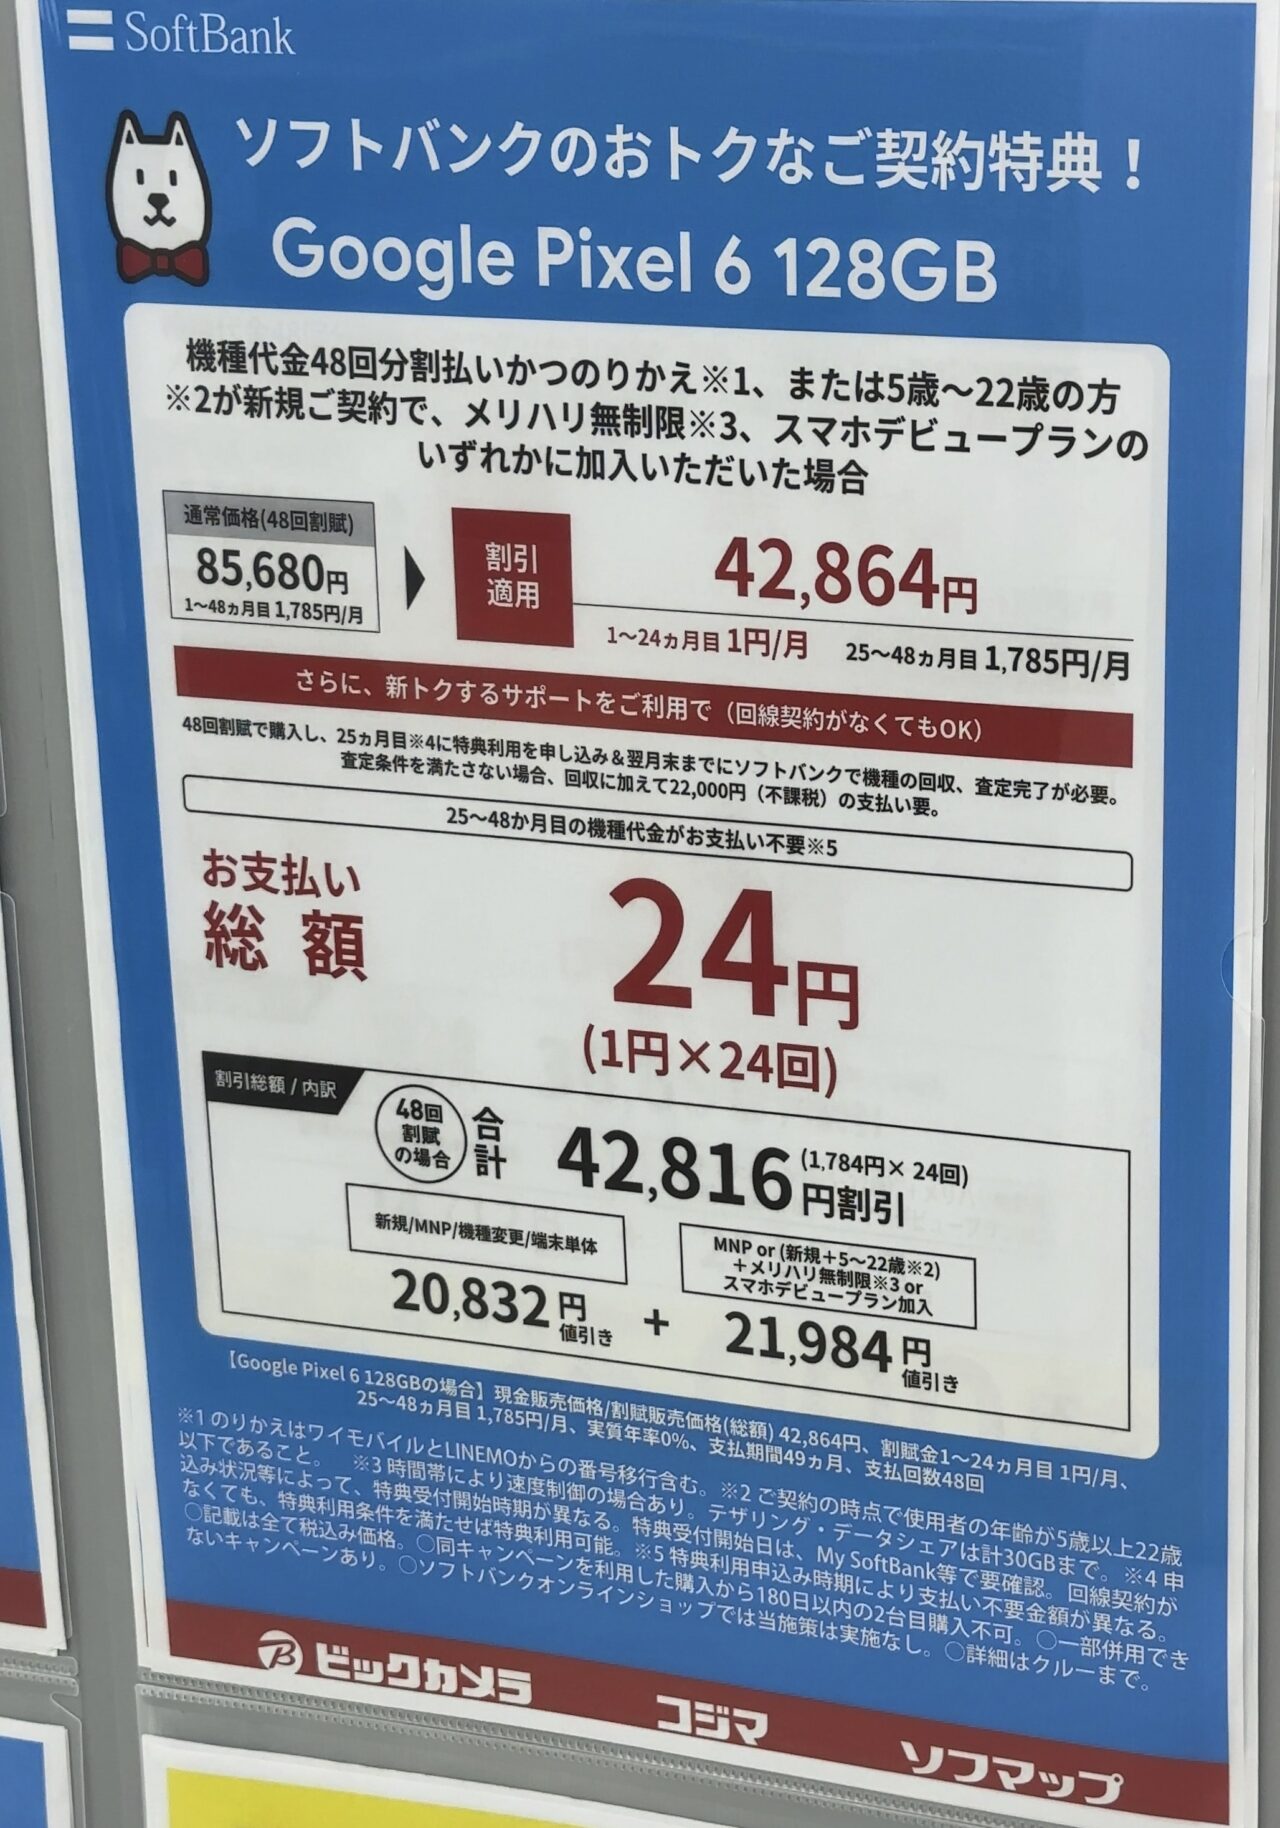 SoftBank
ソフトバンクのおトクなご契約特典！
Google Pixel 6 128GB
機種代金48回分割払いかつのりかえ※1、または5歳〜22歳の方
※2が新規ご契約で、メリハリ無制限※3、スマホデビュープランの
いずれかに加入いただいた場合
通常価格(48回割賦)
85,680円
1〜48ヵ月目 1,785円/月
割引
適用
42,864円
1〜24ヵ月目 1円/月 25〜48ヵ月目 1,785円/月
さらに、新トクするサポートをご利用で（回線契約がなくてもOK）
48回割賦で購入し、25ヵ月目※4に特典利用を申し込み＆翌月末までにソフトバンクで機種の回収、査定完了が必要。
査定条件を満たさない場合、回収に加えて22,000円（不課税）の支払い要。
25〜48か月目の機種代金がお支払い不要※5
お支払い
総額
24円
(1円×24回)
割引総額 / 内訳
48回
割賦
の場合
合計
42,816円割引
(1,784円× 24回)
新規/MNP/機種変更/端末単体
20,832円
値引き
+
MNP or (新規＋5〜22歳※2)
＋メリハリ無制限※3 or
スマホデビュープラン加入
21,984円
値引き
【Google Pixel 6 128GBの場合】現金販売価格/割賦販売価格(総額) 42,864円、割賦金1〜24ヵ月目 1円/月、
25〜48ヵ月目 1,785円/月、実質年率0%、支払期間49ヵ月、支払回数48回
※1 のりかえはワイモバイルとLINEMOからの番号移行含む。※2 ご契約の時点で使用者の年齢が5歳以上22歳
以下であること。 ※3 時間帯により速度制御の場合あり。テザリング・データシェアは計30GBまで。※4 申
込み状況等によって、特典受付開始時期が異なる。特典受付開始日は、My SoftBank等で要確認。回線契約が
なくても、特典利用条件を満たせば特典利用可能。※5 特典利用申込み時期により支払い不要金額が異なる。
○記載は全て税込み価格。○同キャンペーンを利用した購入から180日以内の2台目購入不可。○一部併用でき
ないキャンペーンあり。○ソフトバンクオンラインショップでは当施策は実施なし。○詳細はクルーまで。
B ビックカメラ
コジマ
ソフマップ